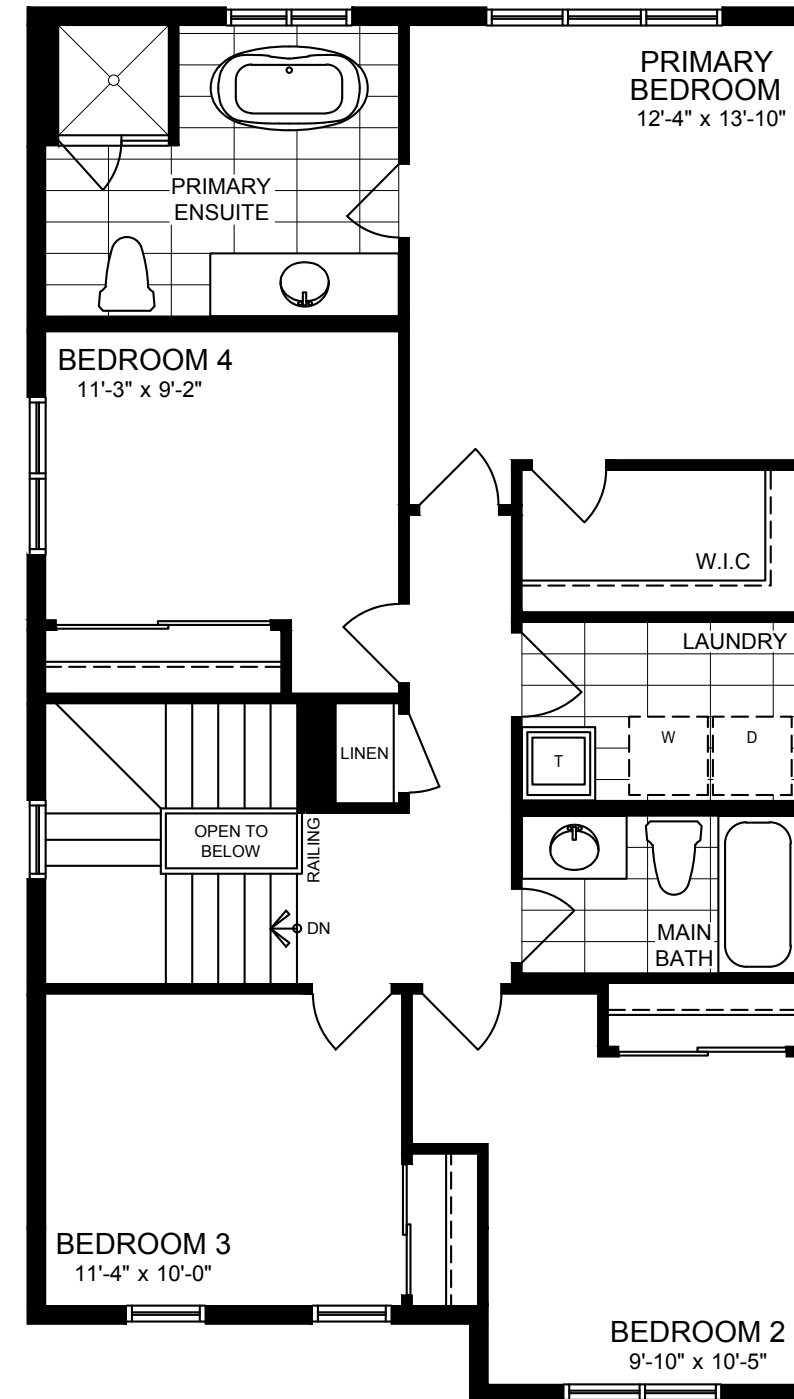 PRIMARY
BEDROOM
12'-4" x 13'-10"
PRIMARY
ENSUITE
BEDROOM 4
11'-3" x 9'-2"
W.I.C
LAUNDRY
W
D
T
LINEN
OPEN TO
BELOW
RAILING
DN
MAIN
BATH
BEDROOM 3
11'-4" x 10'-0"
BEDROOM 2
9'-10" x 10'-5"